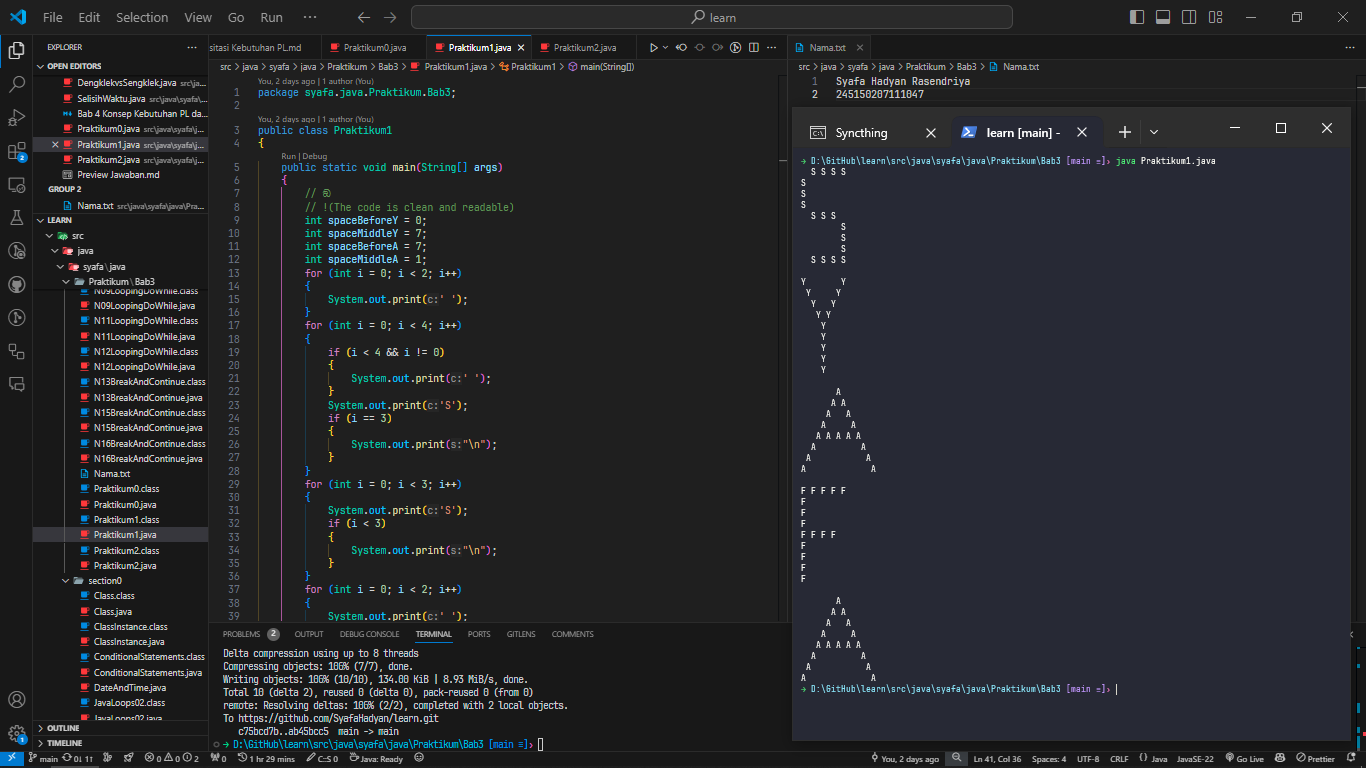 File Edit Selection View Go Run ··· learn
EXPLORER
OPEN EDITORS
DengklekvsSengklek.java src\ja...
SelisihWaktu.java src\java\syafa\...
Bab 4 Konsep Kebutuhan PL da...
Praktikum0.java src\java\syafa\j...
Praktikum1.java src\java\syafa\j...
Praktikum2.java src\java\syafa\j...
Preview Jawaban.md
GROUP 2
Nama.txt src\java\syafa\java\Pra...
LEARN
src
java
syafa \ java
Praktikum \ Bab3
N09LoopingDoWhile.class
N09LoopingDoWhile.java
N11LoopingDoWhile.class
N11LoopingDoWhile.java
N12LoopingDoWhile.class
N12LoopingDoWhile.java
N13BreakAndContinue.class
N13BreakAndContinue.java
N15BreakAndContinue.class
N15BreakAndContinue.java
N16BreakAndContinue.class
N16BreakAndContinue.java
Nama.txt
Praktikum0.class
Praktikum0.java
Praktikum1.class
Praktikum1.java
Praktikum2.class
Praktikum2.java
section0
Class.class
Class.java
ClassInstance.class
ClassInstance.java
ConditionalStatements.class
ConditionalStatements.java
DateAndTime.java
JavaLoops02.class
JavaLoops02.java
OUTLINE
TIMELINE
sitasi Kebutuhan PL.md Praktikum0.java Praktikum1.java Praktikum2.java
src > java > syafa > java > Praktikum > Bab3 > Praktikum1.java > Praktikum1 > main(String[])
You, 2 days ago | 1 author (You)
1 package syafa.java.Praktikum.Bab3;
2
You, 2 days ago | 1 author (You)
3 public class Praktikum1
4 {
Run | Debug
5 public static void main(String[] args)
6 {
7 //
8 // !(The code is clean and readable)
9 int spaceBeforeY = 0;
10 int spaceMiddleY = 7;
11 int spaceBeforeA = 7;
12 int spaceMiddleA = 1;
13 for (int i = 0; i < 2; i++)
14 {
15 System.out.print(c:' ');
16 }
17 for (int i = 0; i < 4; i++)
18 {
19 if (i < 4 && i != 0)
20 {
21 System.out.print(c:' ');
22 }
23 System.out.print(c:'S');
24 if (i == 3)
25 {
26 System.out.print(s:"\n");
27 }
28 }
29 for (int i = 0; i < 3; i++)
30 {
31 System.out.print(c:'S');
32 if (i < 3)
33 {
34 System.out.print(s:"\n");
35 }
36 }
37 for (int i = 0; i < 2; i++)
38 {
39 System.out.print(c:' ');
PROBLEMS 2 OUTPUT DEBUG CONSOLE TERMINAL PORTS GITLENS COMMENTS
Delta compression using up to 8 threads
Compressing objects: 100% (7/7), done.
Writing objects: 100% (10/10), 134.00 KiB | 8.93 MiB/s, done.
Total 10 (delta 2), reused 0 (delta 0), pack-reused 0 (from 0)
remote: Resolving deltas: 100% (2/2), completed with 2 local objects.
To https://github.com/SyafaHadyan/learn.git
c75bcd7b..ab45bcc5 main -> main
D:\GitHub\learn\src\java\syafa\java\Praktikum\Bab3 [main ≡]›
Nama.txt
src > java > syafa > java > Praktikum > Bab3 > Nama.txt
1 Syafa Hadyan Rasendriya
2 245150207111047
Syncthing learn [main] -
D:\GitHub\learn\src\java\syafa\java\Praktikum\Bab3 [main ≡]› java Praktikum1.java
S S S S
S
S
S
S S S
S
S
S
S S S S
Y Y
Y Y
Y Y
Y Y
Y
Y
Y
Y
Y
A
A A
A A
A A
A A A A A
A A
A A
A A
F F F F F
F
F
F
F F F F
F
F
F
F
A
A A
A A
A A
A A A A A
A A
A A
A A
D:\GitHub\learn\src\java\syafa\java\Praktikum\Bab3 [main ≡]›
main 0↓ 1↑ 0 0 2 0 1 hr 29 mins C::S 0 Java: Ready You, 2 days ago Ln 41, Col 36 Spaces: 4 UTF-8 CRLF {} Java JavaSE-22 Go Live Prettier